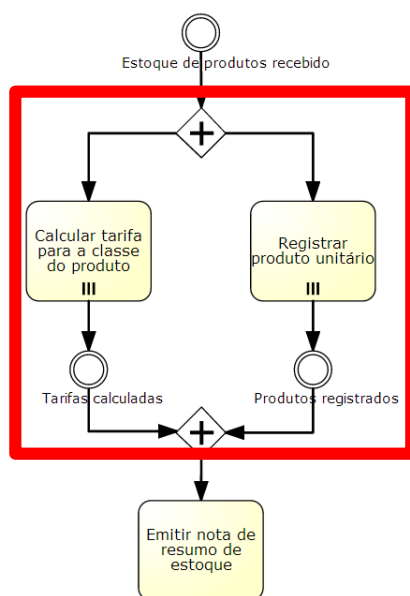 Estoque de produtos recebido
Calcular tarifa
para a classe
do produto
Registrar
produto unitário
Tarifas calculadas
Produtos registrados
Emitir nota de
resumo de
estoque